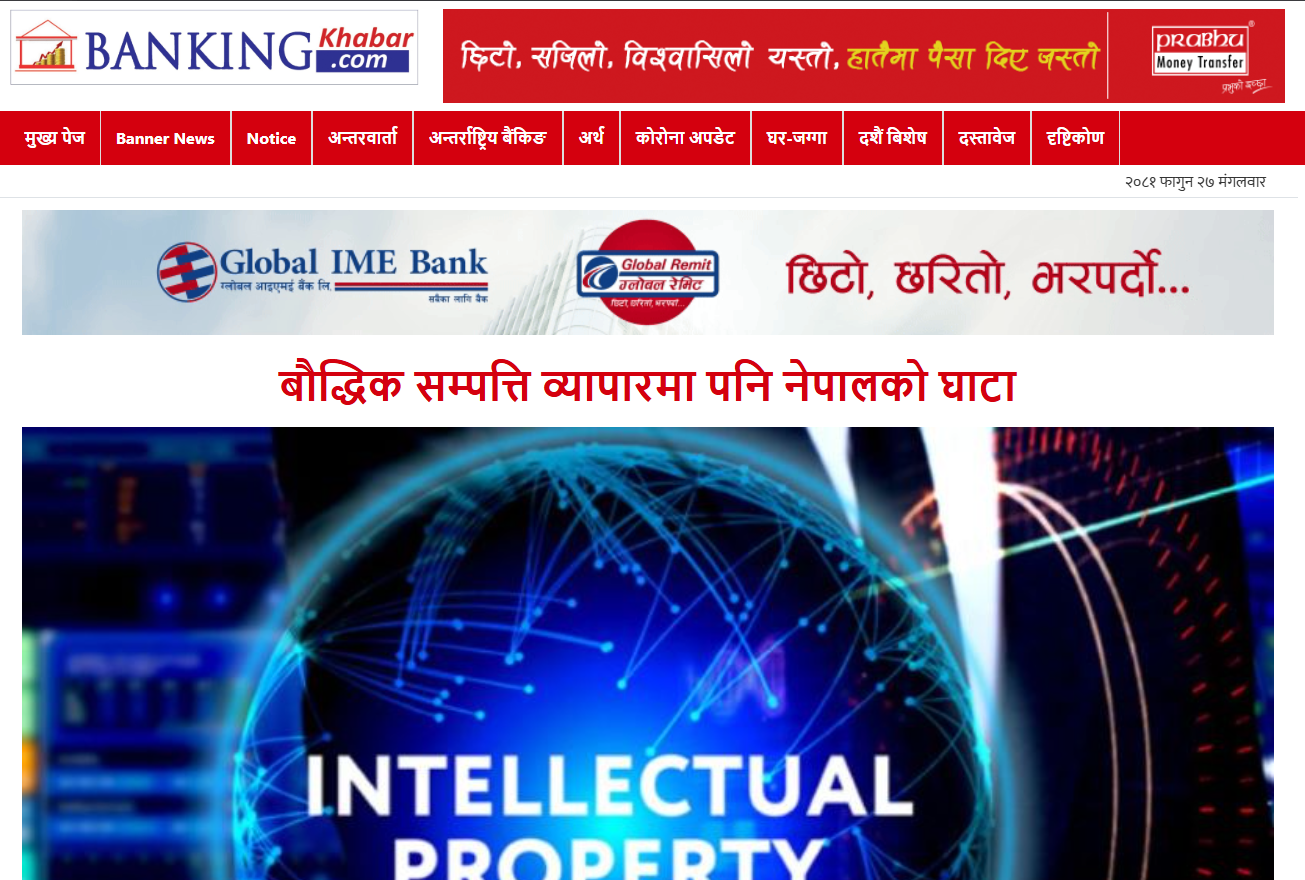 BANKING Khabar .com
छिटो, सजिलो, विश्वासिलो यस्तो, हातैमा पैसा दिए जस्तो
PRABHU
Money Transfer
प्रभुको इच्छा
मुख्य पेज
Banner News
Notice
अन्तरवार्ता
अन्तर्राष्ट्रिय बैंकिङ
अर्थ
कोरोना अपडेट
घर-जग्गा
दशैं बिशेष
दस्तावेज
दृष्टिकोण
२०८१ फागुन २७ मंगलवार
Global IME Bank
ग्लोबल आइएमई बैंक लि.
सबैका लागि बैंक
Global Remit
ग्लोबल रेमिट
छिटो, छरितो, भरपर्दो...
छिटो, छरितो, भरपर्दो...
बौद्धिक सम्पत्ति व्यापारमा पनि नेपालको घाटा
INTELLECTUAL
PROPERTY